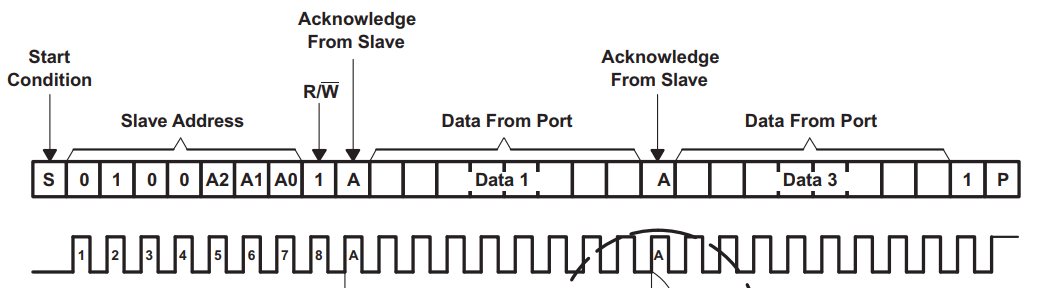 Acknowledge
From Slave
Start
Condition
Acknowledge
From Slave
R/W̅
Slave Address
Data From Port
Data From Port
S 0 1 0 0 A2 A1 A0 1 A Data 1 A Data 3 1 P
1 2 3 4 5 6 7 8 A A